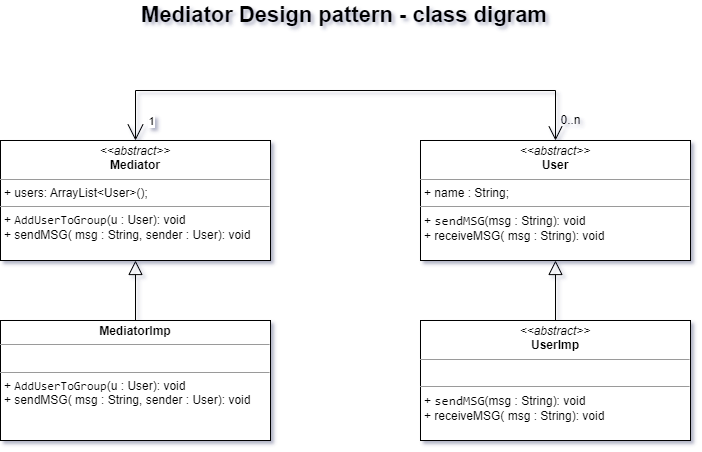 Mediator Design pattern - class digram
1
0..n
<<abstract>>
Mediator
+ users: ArrayList<User>();
+ AddUserToGroup(u : User): void
+ sendMSG( msg : String, sender : User): void
<<abstract>>
User
+ name : String;
+ sendMSG(msg : String): void
+ receiveMSG( msg : String): void
MediatorImp
+ AddUserToGroup(u : User): void
+ sendMSG( msg : String, sender : User): void
<<abstract>>
UserImp
+ sendMSG(msg : String): void
+ receiveMSG( msg : String): void